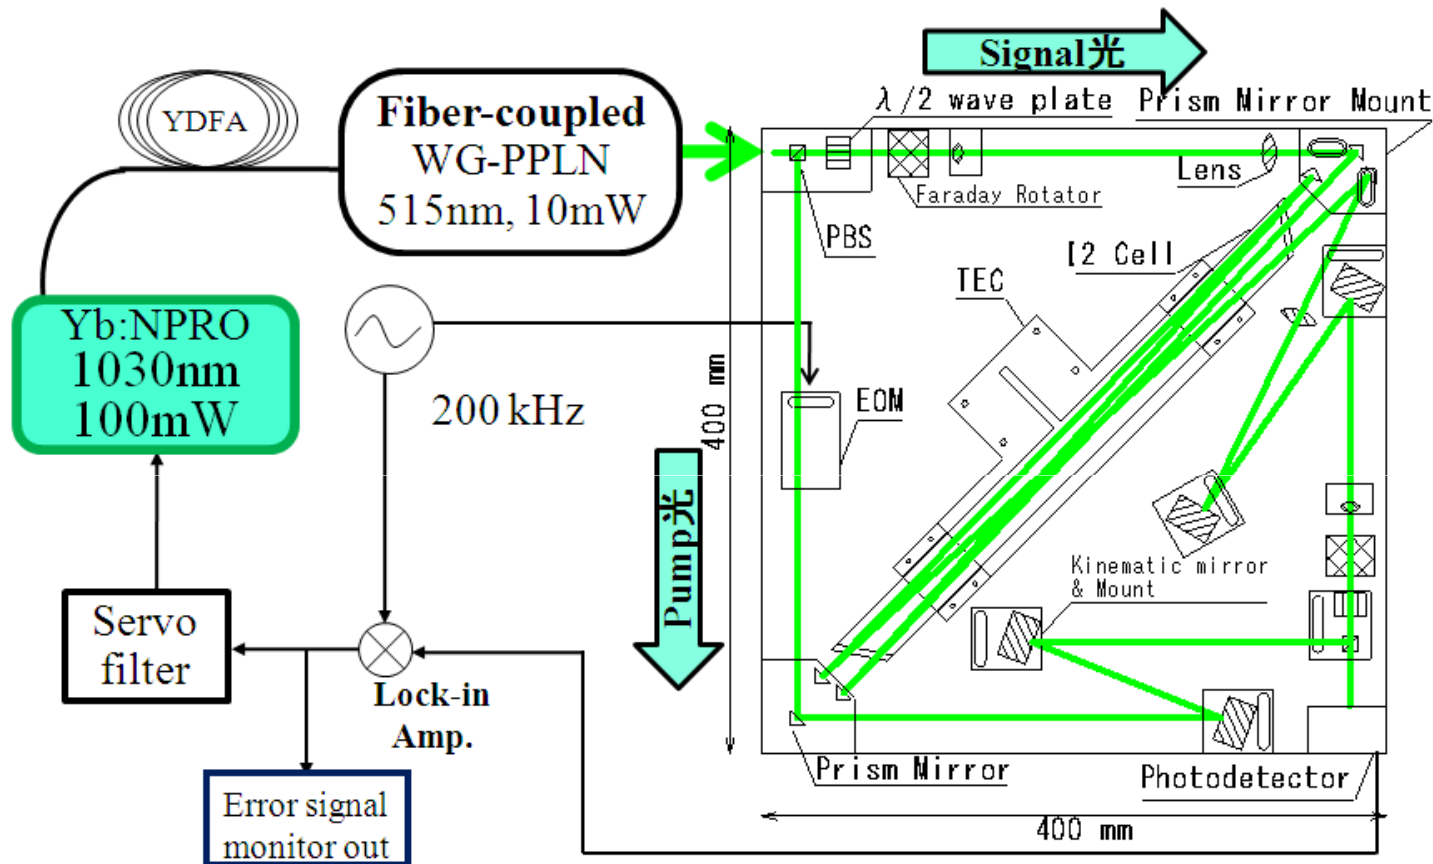 Signal光
YDFA
Fiber-coupled
WG-PPLN
515nm, 10mW
λ/2 wave plate
Prism Mirror Mount
Lens
Faraday Rotator
PBS
I2 Cell
TEC
Yb:NPRO
1030nm
100mW
200 kHz
EOM
400 mm
Pump光
Kinematic mirror
& Mount
Servo
filter
Lock-in
Amp.
Prism Mirror
Photodetector
Error signal
monitor out
400 mm